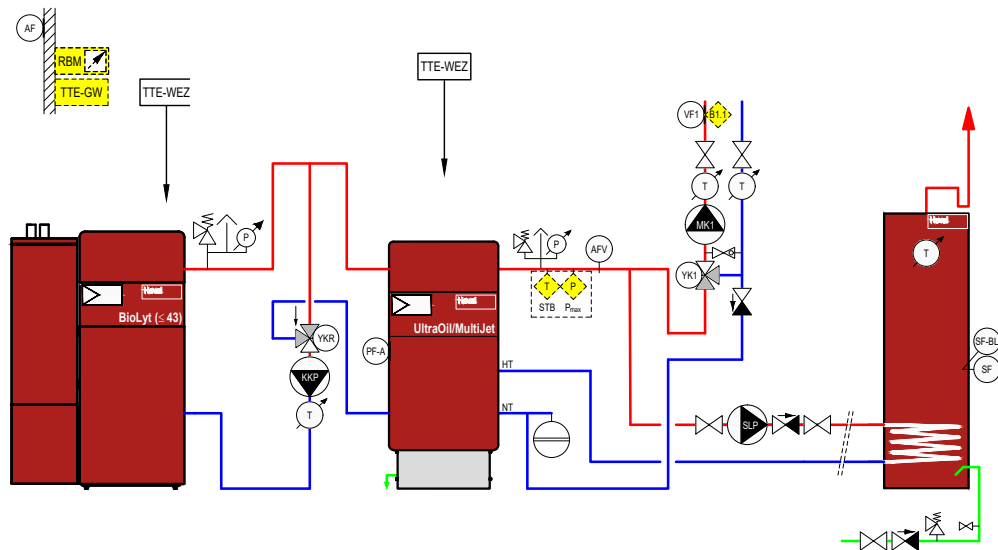 AF
RBM
TTE-GW
TTE-WEZ
TTE-WEZ
VF1
B1.1
T
T
P
P
AFV
MK1
T
P
STB
Pmax
YK1
T
BioLyt (≤ 43)
UltraOil/MultiJet
YKR
PF-A
KKP
T
HT
NT
SLP
SF-BL
SF